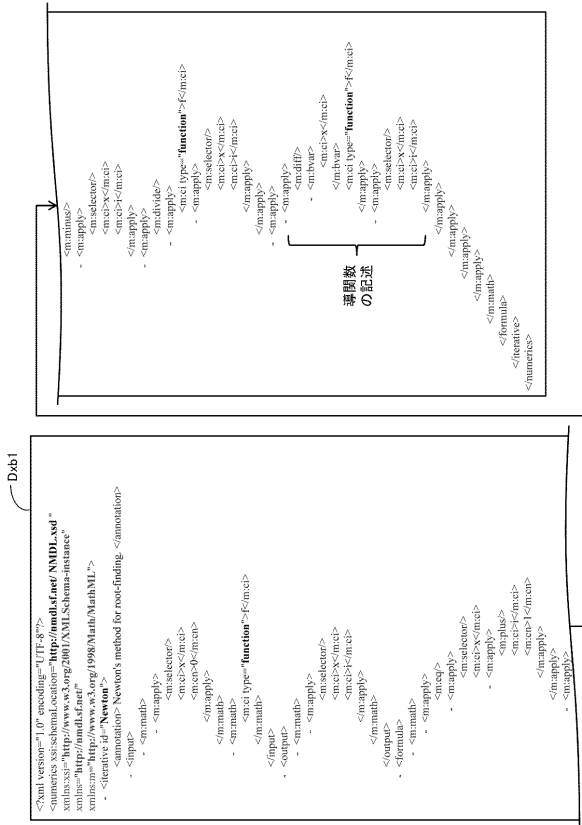 Dxb1
<?xml version="1.0" encoding="UTF-8"?>
<numerics xsi:schemaLocation="http://nmdl.sf.net/ NMDL.xsd "
xmlns:xsi="http://www.w3.org/2001/XMLSchema-instance"
xmlns="http://nmdl.sf.net/"
xmlns:m="http://www.w3.org/1998/Math/MathML">
- <iterative id="Newton">
<annotation> Newton's method for root-finding. </annotation>
- <input>
- <m:math>
- <m:apply>
<m:selector/>
<m:ci>x</m:ci>
<m:cn>0</m:cn>
</m:apply>
</m:math>
- <m:math>
<m:ci type="function">f</m:ci>
</m:math>
</input>
- <output>
- <m:math>
- <m:apply>
<m:selector/>
<m:ci>x</m:ci>
<m:ci>i</m:ci>
</m:apply>
</m:math>
</output>
- <formula>
- <m:math>
- <m:apply>
<m:eq/>
- <m:apply>
<m:selector/>
<m:ci>x</m:ci>
- <m:apply>
<m:plus/>
<m:ci>i</m:ci>
<m:cn>1</m:cn>
</m:apply>
</m:apply>
- <m:apply>
<m:minus/>
- <m:apply>
<m:selector/>
<m:ci>x</m:ci>
<m:ci>i</m:ci>
</m:apply>
- <m:apply>
<m:divide/>
- <m:apply>
<m:ci type="function">f</m:ci>
- <m:apply>
<m:selector/>
<m:ci>x</m:ci>
<m:ci>i</m:ci>
</m:apply>
</m:apply>
- <m:apply>
- <m:apply>
<m:diff/>
- <m:bvar>
<m:ci>x</m:ci>
</m:bvar>
<m:ci type="function">f</m:ci>
</m:apply>
- <m:apply>
<m:selector/>
<m:ci>x</m:ci>
<m:ci>i</m:ci>
</m:apply>
</m:apply>
</m:apply>
</m:apply>
</m:apply>
</m:math>
</formula>
</iterative>
</numerics>
導関数
の記述